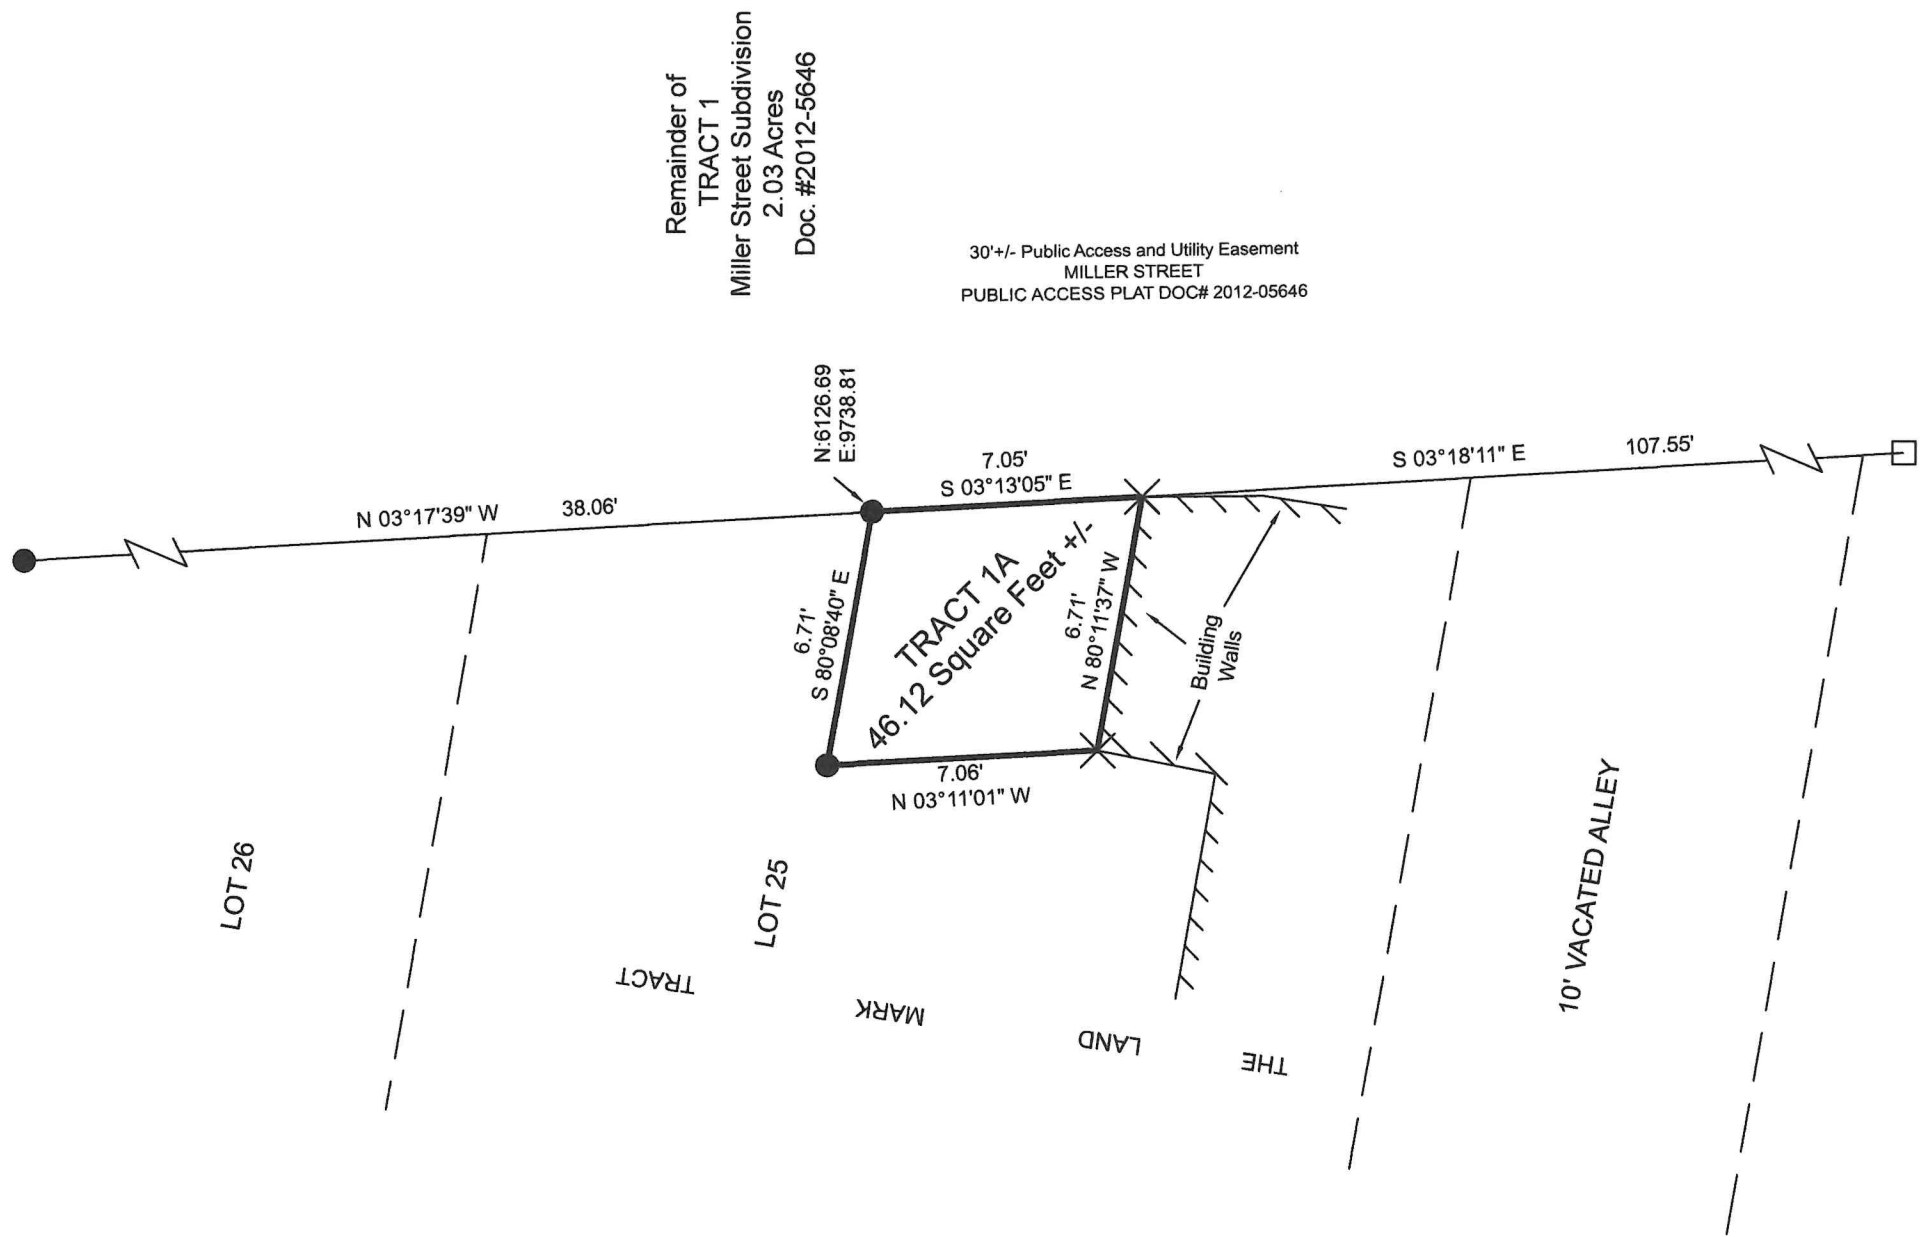 Remainder of
TRACT 1
Miller Street Subdivision
2.03 Acres
Doc. #2012-5646
30'+/- Public Access and Utility Easement
MILLER STREET
PUBLIC ACCESS PLAT DOC# 2012-05646
N:6126.69
E:9738.81
N 03°17'39" W
38.06'
7.05'
S 03°13'05" E
S 03°18'11" E
107.55'
6.71'
S 80°08'40" E
TRACT 1A
46.12 Square Feet +/-
6.71'
N 80°11'37" W
Building
Walls
7.06'
N 03°11'01" W
LOT 26
LOT 25
10' VACATED ALLEY
THE
LAND
MARK
TRACT